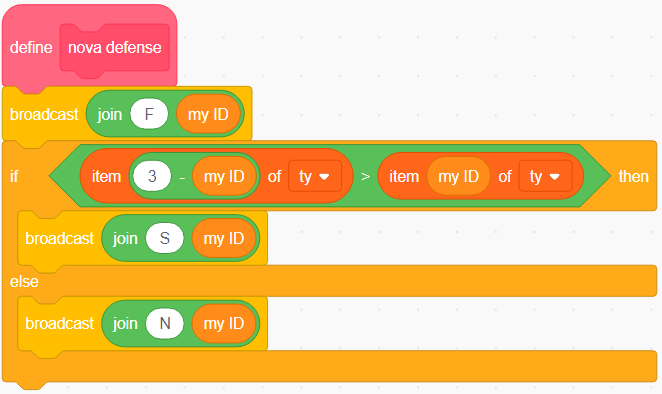 define nova defense
broadcast join F my ID
if item 3 - my ID of ty > item my ID of ty then
broadcast join S my ID
else
broadcast join N my ID